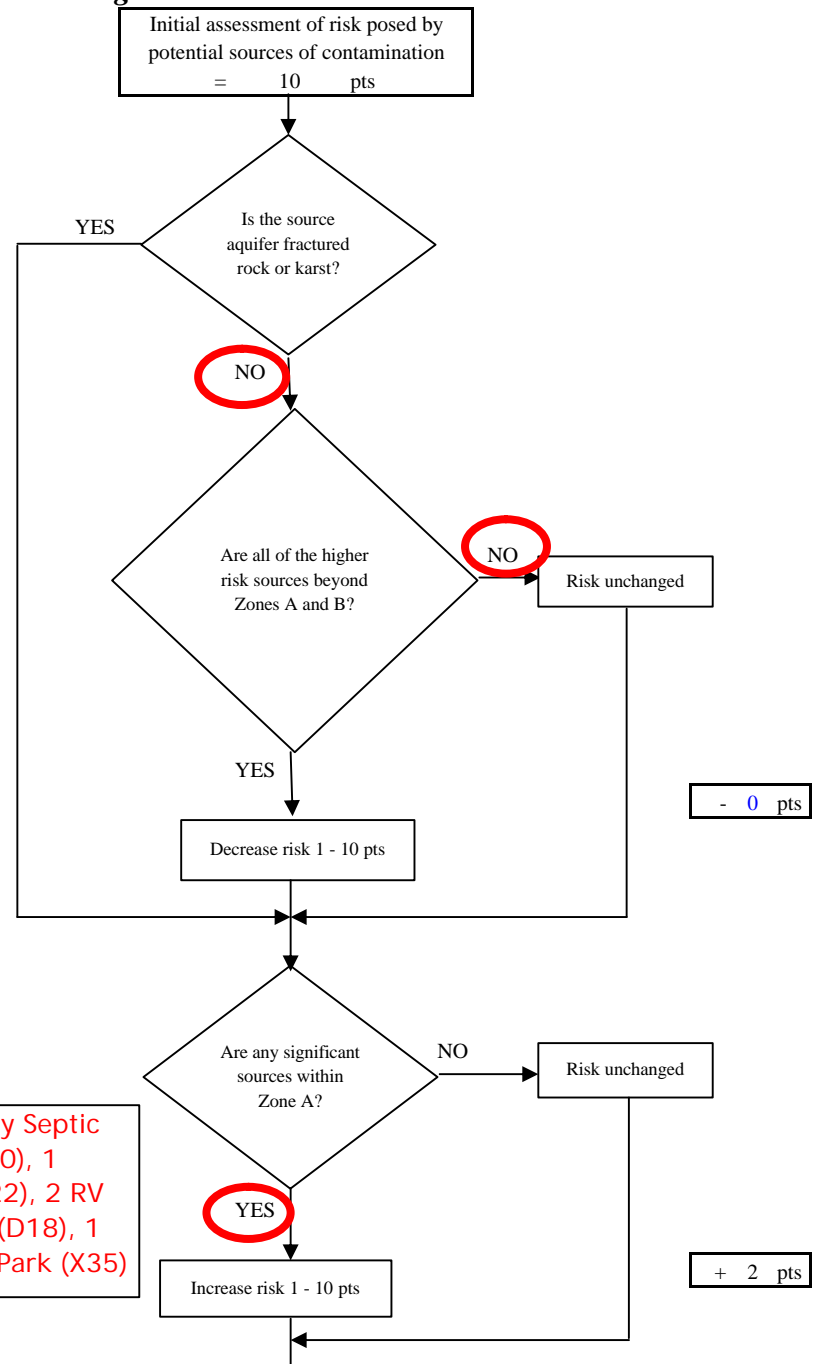 Initial assessment of risk posed by
potential sources of contamination
= 10 pts
Is the source
aquifer fractured
rock or karst?
YES
NO
Are all of the higher
risk sources beyond
Zones A and B?
NO
Risk unchanged
YES
- 0 pts
Decrease risk 1 - 10 pts
Are any significant
sources within
Zone A?
NO
Risk unchanged
y Septic
0), 1
22), 2 RV
(D18), 1
Park (X35)
YES
+ 2 pts
Increase risk 1 - 10 pts